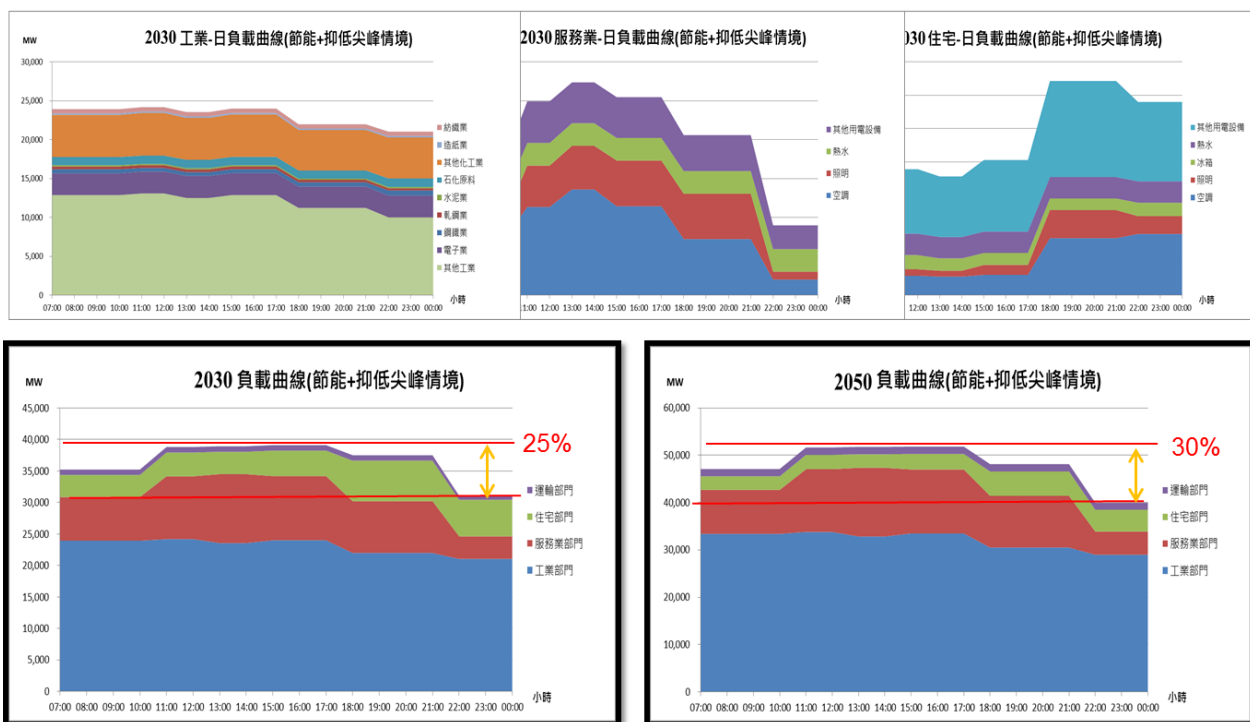 MW
2030 工業-日負載曲線(節能+抑低尖峰情境)
30,000
25,000
20,000
15,000
10,000
5,000
0
07:00 08:00 09:00 10:00 11:00 12:00 13:00 14:00 15:00 16:00 17:00 18:00 19:00 20:00 21:00 22:00 23:00 00:00
小時
紡織業
造紙業
其他化工業
石化原料
水泥業
軋鋼業
鋼鐵業
電子業
其他工業
2030 服務業-日負載曲線(節能+抑低尖峰情境)
11:00 12:00 13:00 14:00 15:00 16:00 17:00 18:00 19:00 20:00 21:00 22:00 23:00 00:00
小時
其他用電設備
熱水
照明
空調
030 住宅-日負載曲線(節能+抑低尖峰情境)
12:00 13:00 14:00 15:00 16:00 17:00 18:00 19:00 20:00 21:00 22:00 23:00 00:00
小時
其他用電設備
熱水
冰箱
照明
空調
MW
2030 負載曲線(節能+抑低尖峰情境)
45,000
40,000
35,000
30,000
25,000
20,000
15,000
10,000
5,000
0
07:00 08:00 09:00 10:00 11:00 12:00 13:00 14:00 15:00 16:00 17:00 18:00 19:00 20:00 21:00 22:00 23:00 00:00
小時
25%
運輸部門
住宅部門
服務業部門
工業部門
MW
2050 負載曲線(節能+抑低尖峰情境)
60,000
50,000
40,000
30,000
20,000
10,000
0
07:00 08:00 09:00 10:00 11:00 12:00 13:00 14:00 15:00 16:00 17:00 18:00 19:00 20:00 21:00 22:00 23:00 00:00
小時
30%
運輸部門
住宅部門
服務業部門
工業部門